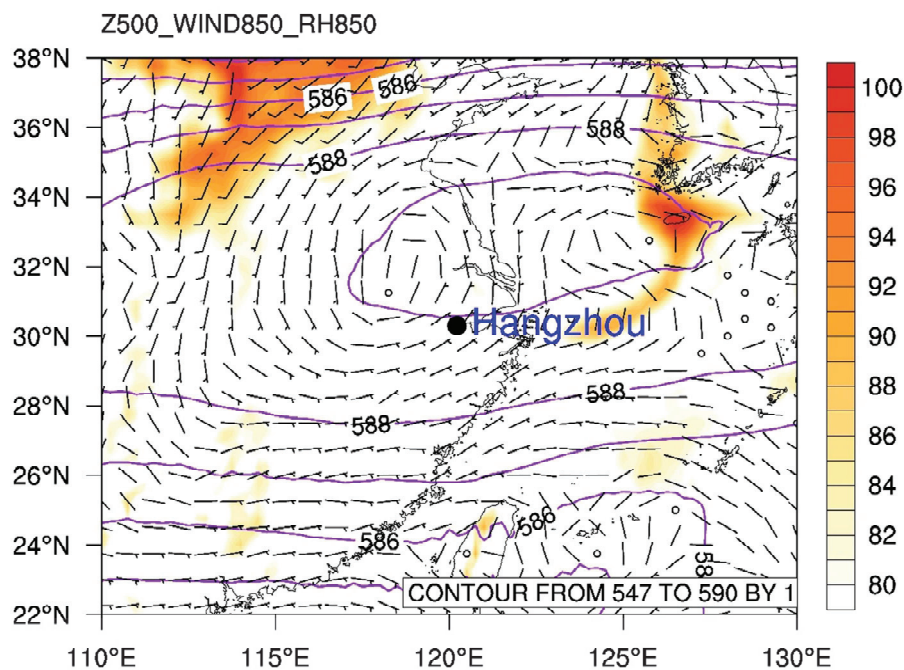 Z500_WIND850_RH850
38°N
36°N
34°N
32°N
30°N
28°N
26°N
24°N
22°N
586
586
588
588
Hangzhou
588
588
586
586
58
CONTOUR FROM 547 TO 590 BY 1
110°E
115°E
120°E
125°E
130°E
100
98
96
94
92
90
88
86
84
82
80